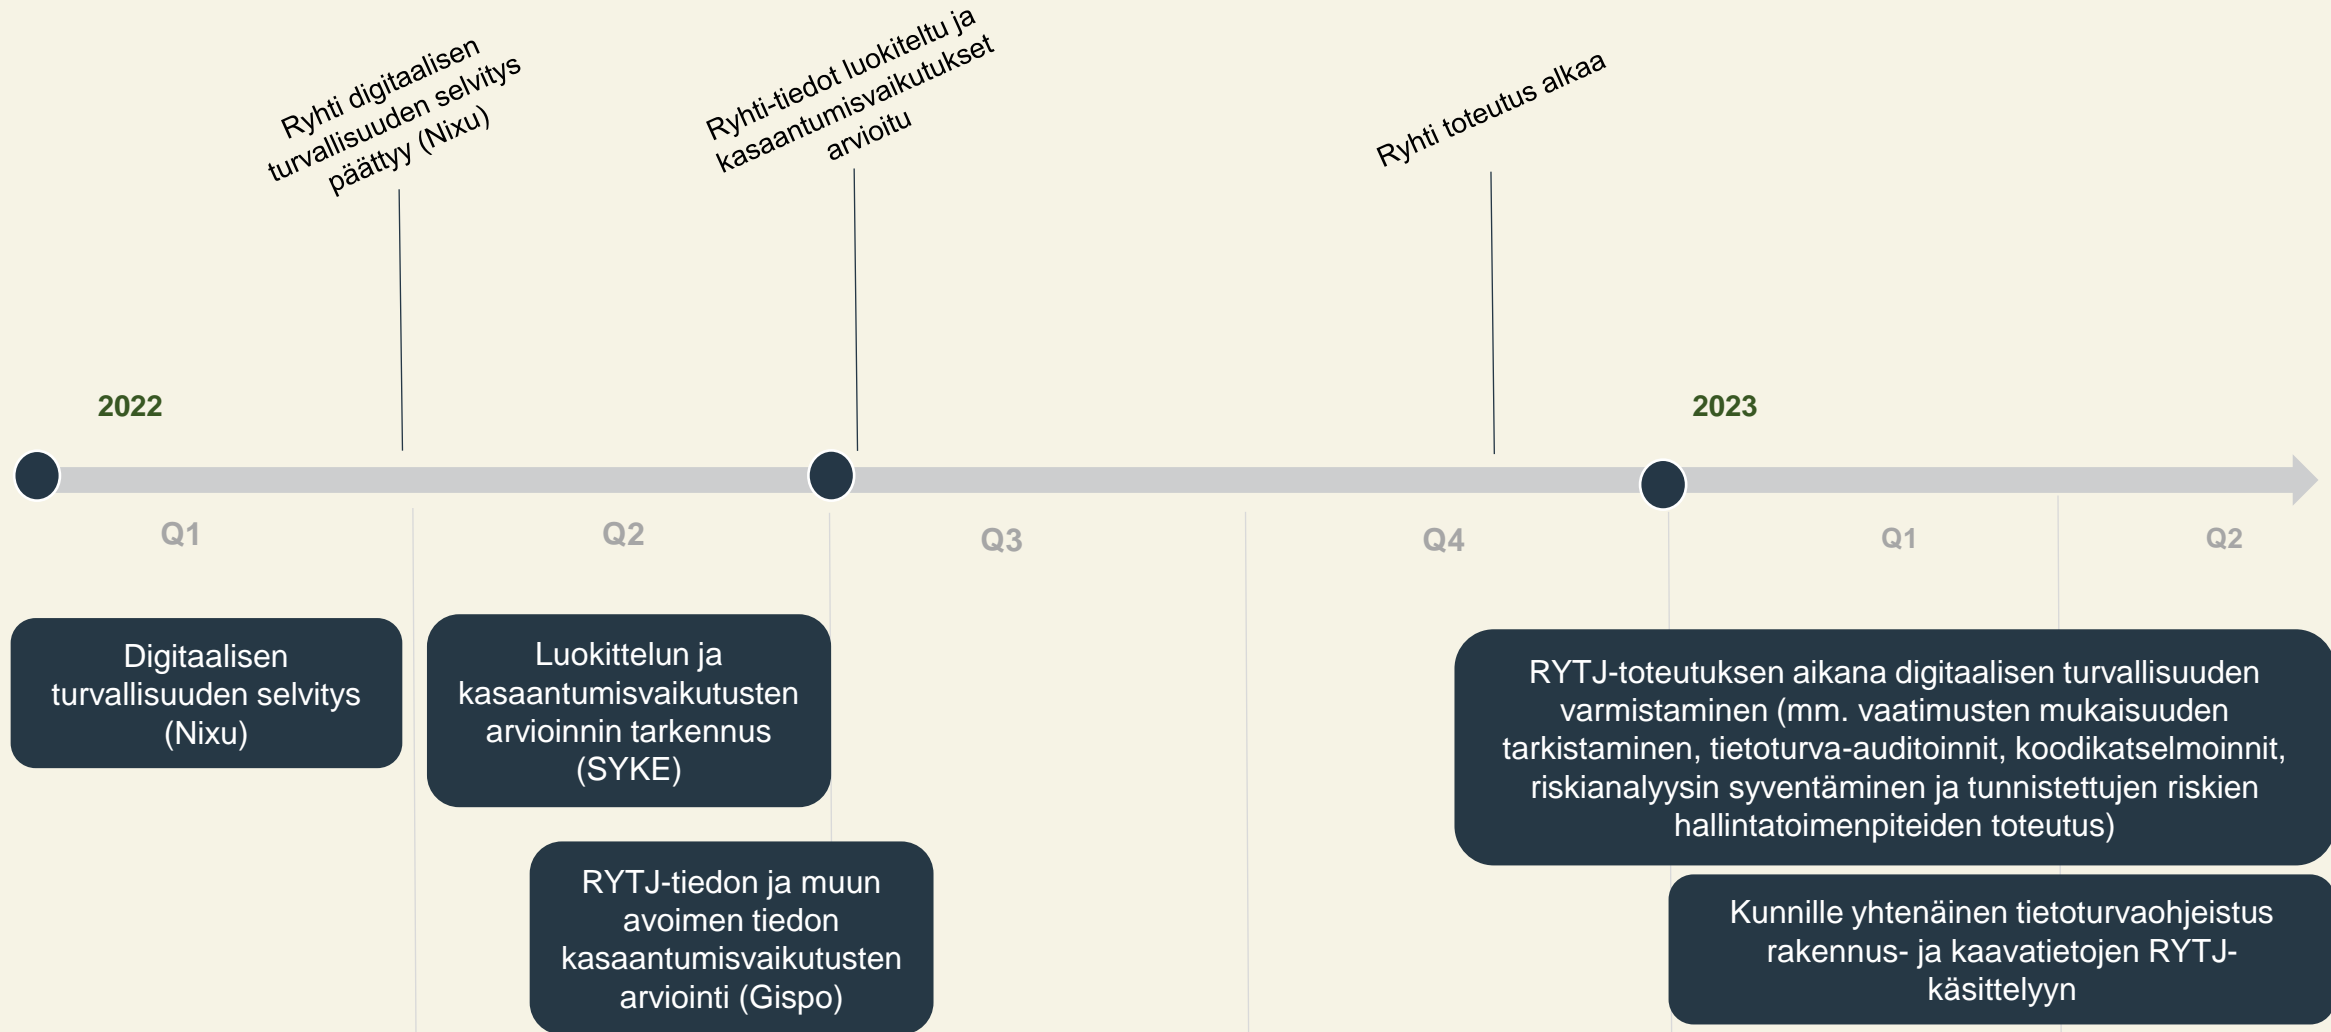 Ryhti digitaalisen
turvallisuuden selvitys
päättyy (Nixu)
Ryhti-tiedot luokiteltu ja
kasaantumisvaikutukset
arvioitu
Ryhti toteutus alkaa
2022
2023
Q1
Q2
Q3
Q4
Q1
Q2
Digitaalisen
turvallisuuden selvitys
(Nixu)
Luokittelun ja
kasaantumisvaikutusten
arvioinnin tarkennus
(SYKE)
RYTJ-tiedon ja muun
avoimen tiedon
kasaantumisvaikutusten
arviointi (Gispo)
RYTJ-toteutuksen aikana digitaalisen turvallisuuden
varmistaminen (mm. vaatimusten mukaisuuden
tarkistaminen, tietoturva-auditoinnit, koodikatselmoinnit,
riskianalyysin syventäminen ja tunnistettujen riskien
hallintatoimenpiteiden toteutus)
Kunnille yhtenäinen tietoturvaohjeistus
rakennus- ja kaavatietojen RYTJ-
käsittelyyn